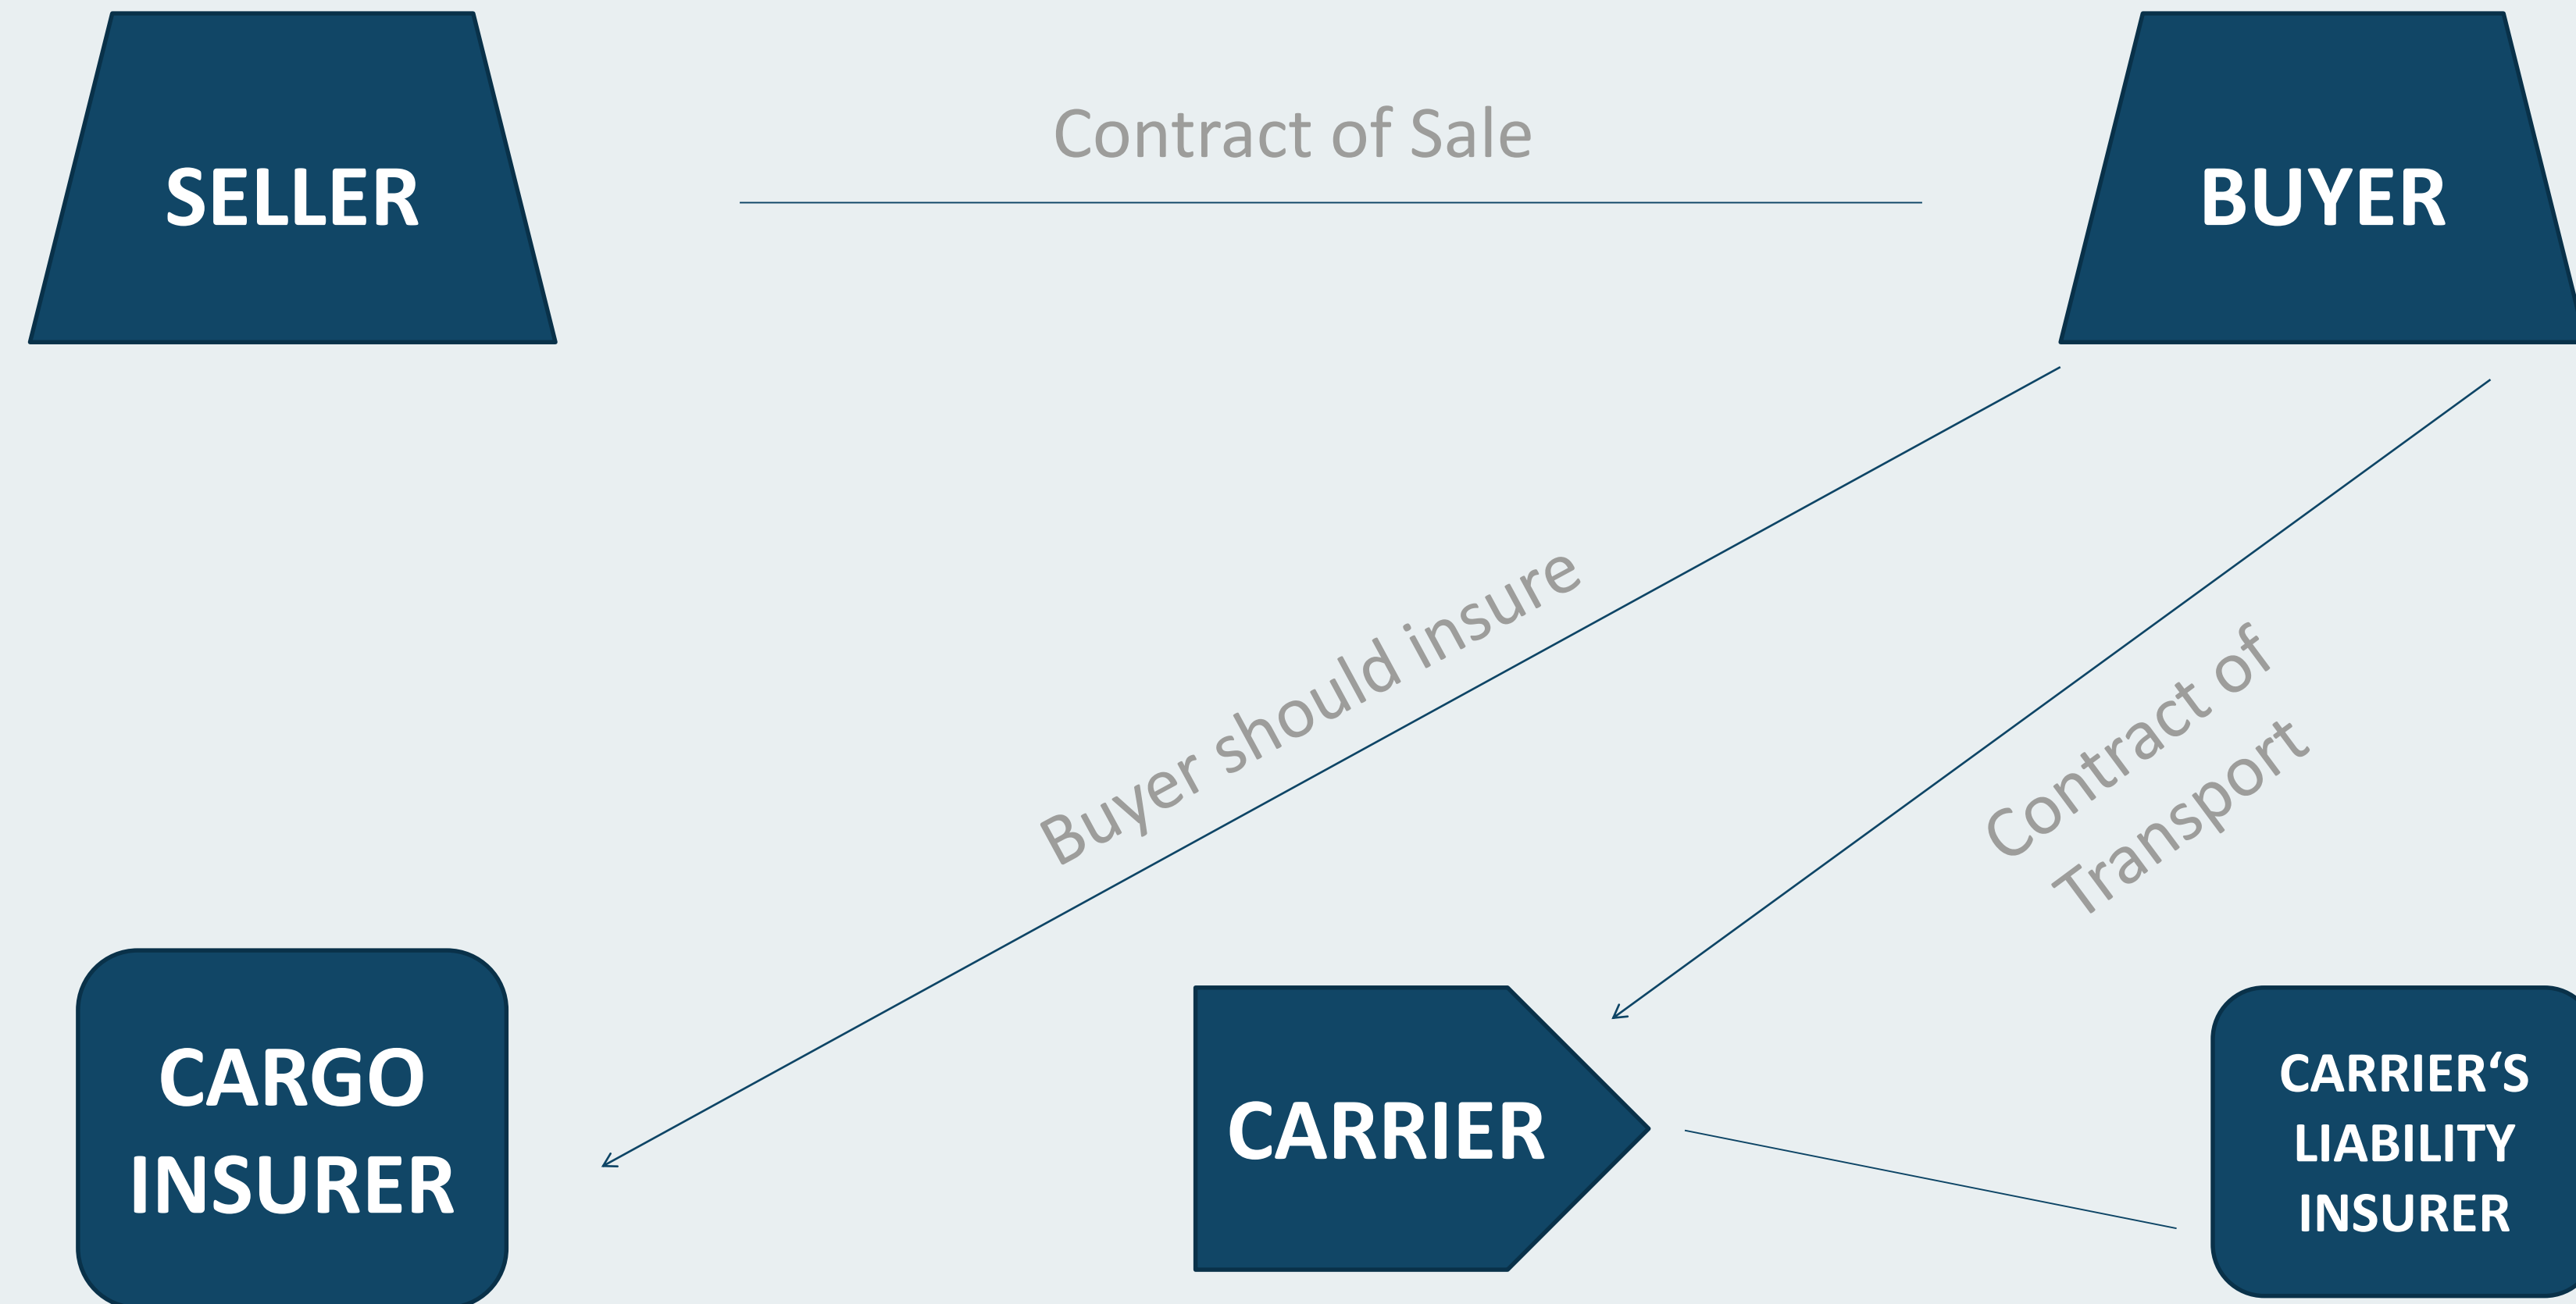 SELLER
Contract of Sale
BUYER
Buyer should insure
Contract of
Transport
CARGO
INSURER
CARRIER
CARRIER‘S
LIABILITY
INSURER